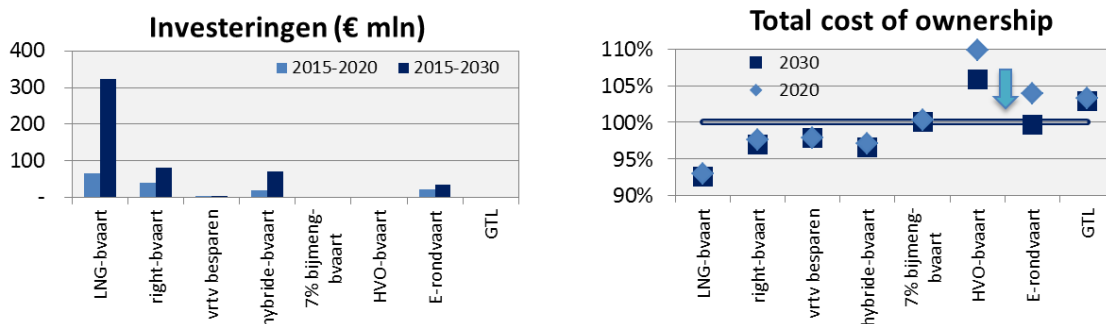 Investeringen (€ mln)
400
300
200
100
-
2015-2020
2015-2030
LNG-bvaart
right-bvaart
vrtv besparen
hybride-bvaart
7% bijmeng-
bvaart
HVO-bvaart
E-rondvaart
GTL
Total cost of ownership
110%
105%
100%
95%
90%
2030
2020
LNG-bvaart
right-bvaart
vrtv besparen
hybride-bvaart
7% bijmeng-
bvaart
HVO-bvaart
E-rondvaart
GTL